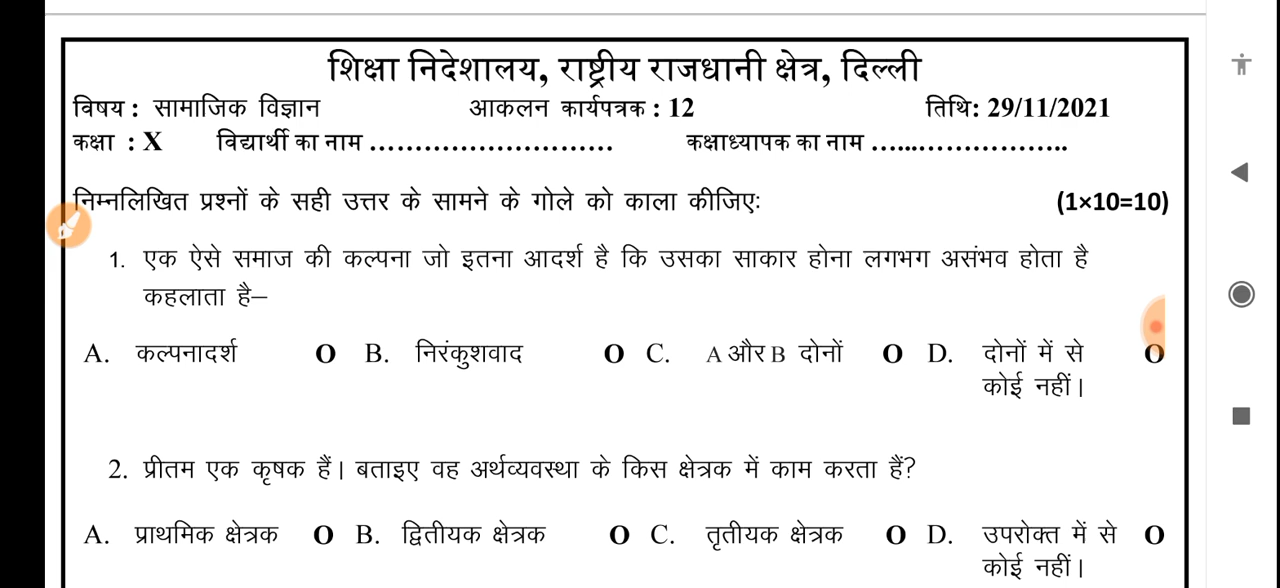 शिक्षा निदेशालय, राष्ट्रीय राजधानी क्षेत्र, दिल्ली
विषय : सामाजिक विज्ञान आकलन कार्यपत्रक : 12 तिथि: 29/11/2021
कक्षा : X विद्यार्थी का नाम ............................ कक्षाध्यापक का नाम ......................
निम्नलिखित प्रश्नों के सही उत्तर के सामने के गोले को काला कीजिए: (1×10=10)
1. एक ऐसे समाज की कल्पना जो इतना आदर्श है कि उसका साकार होना लगभग असंभव होता है
कहलाता है–
A. कल्पनादर्श O B. निरंकुशवाद O C. A और B दोनों O D. दोनों में से O
कोई नहीं।
2. प्रीतम एक कृषक हैं। बताइए वह अर्थव्यवस्था के किस क्षेत्रक में काम करता हैं?
A. प्राथमिक क्षेत्रक O B. द्वितीयक क्षेत्रक O C. तृतीयक क्षेत्रक O D. उपरोक्त में से O
कोई नहीं।